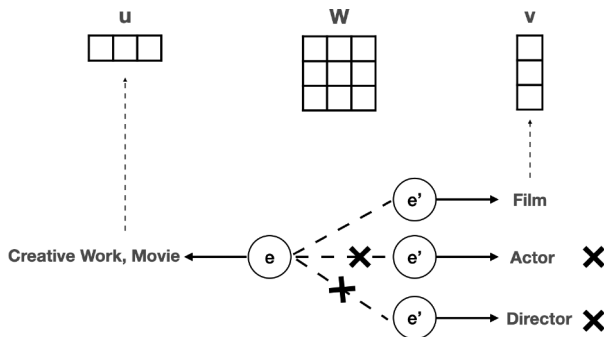 u W v
e' Film
Creative Work, Movie e e' Actor
e' Director